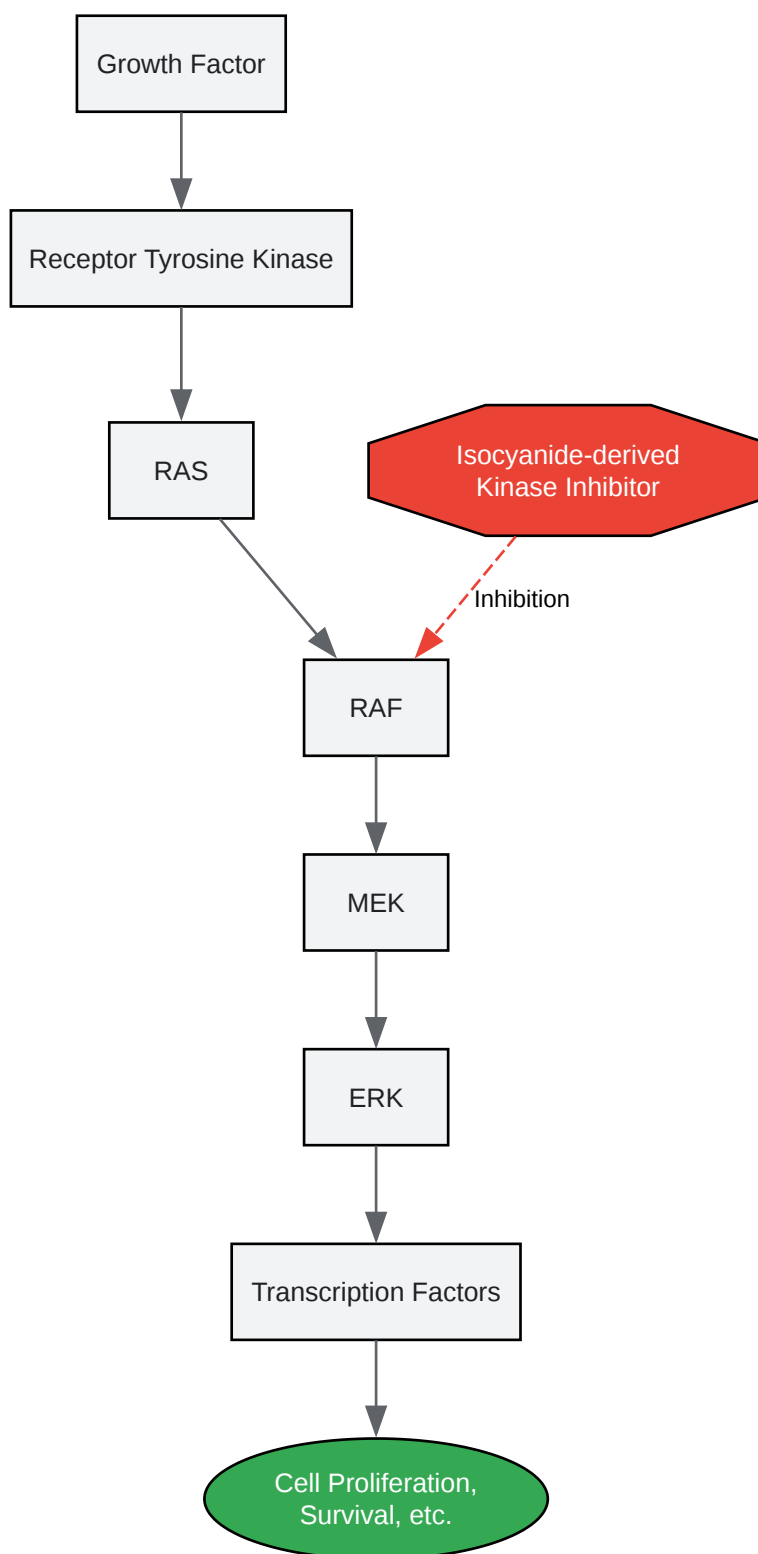 Growth Factor
Receptor Tyrosine Kinase
RAS
Isocyanide-derived
Kinase Inhibitor
Inhibition
RAF
MEK
ERK
Transcription Factors
Cell Proliferation,
Survival, etc.